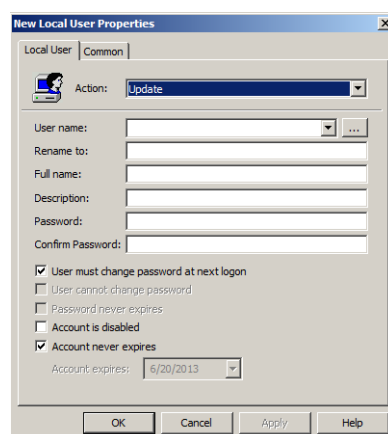 New Local User Properties
Local User Common
Action: Update
User name: ...
Rename to:
Full name:
Description:
Password:
Confirm Password:
User must change password at next logon
User cannot change password
Password never expires
Account is disabled
Account never expires
Account expires: 6/20/2013
OK Cancel Apply Help